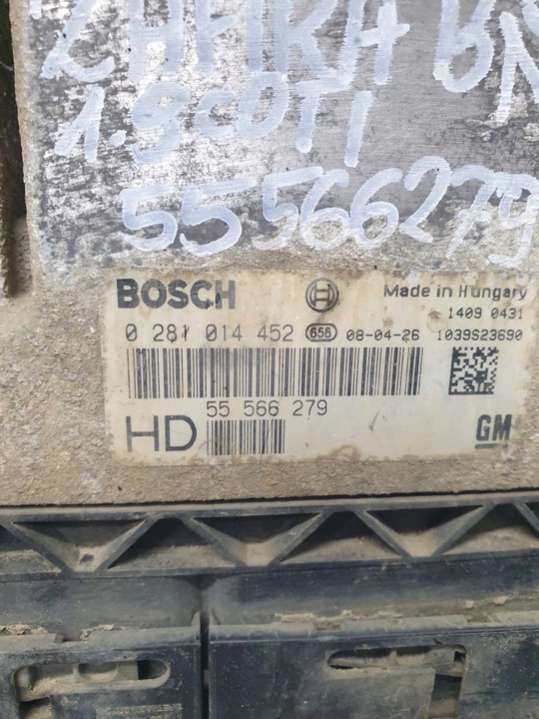 ZAFIRA B
1.9CDTI
55566279
BOSCH Made in Hungary
1409 0431
0 281 014 452 658 08-04-26 1039S23690
55 566 279
HD GM